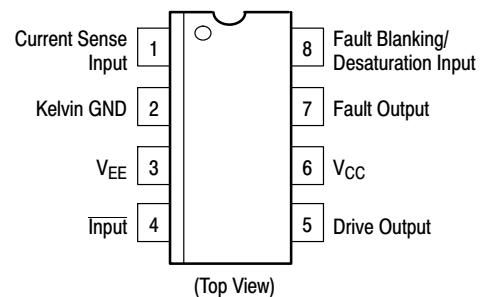 Current Sense
Input
1
8
Fault Blanking/
Desaturation Input
Kelvin GND
2
7
Fault Output
VEE
3
6
VCC
Input
4
5
Drive Output
(Top View)